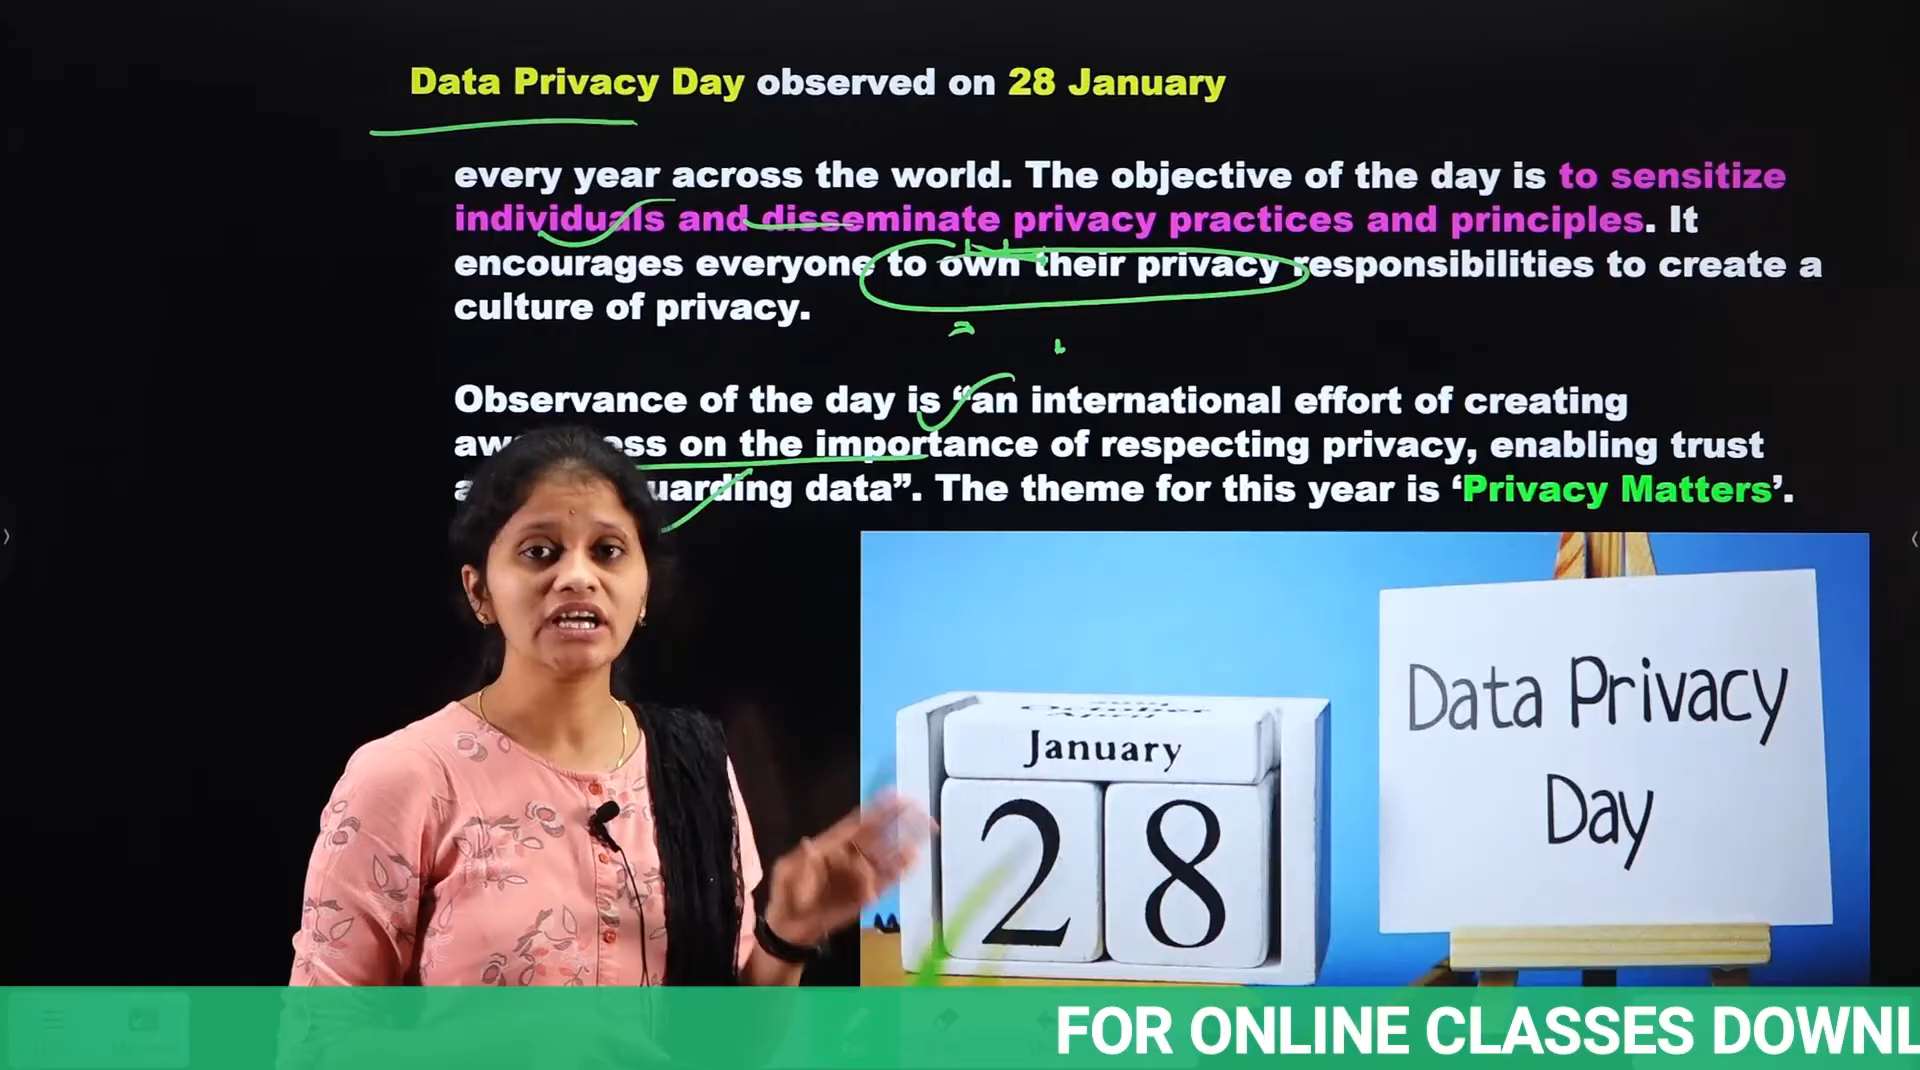 Data Privacy Day observed on 28 January
every year across the world. The objective of the day is to sensitize
individuals and disseminate privacy practices and principles. It
encourages everyone to own their privacy responsibilities to create a
culture of privacy.
Observance of the day is “an international effort of creating
on the importance of respecting privacy, enabling trust
data”. The theme for this year is ‘Privacy Matters’.
October
April
January
28
Data Privacy
Day
FOR ONLINE CLASSES DOWNL